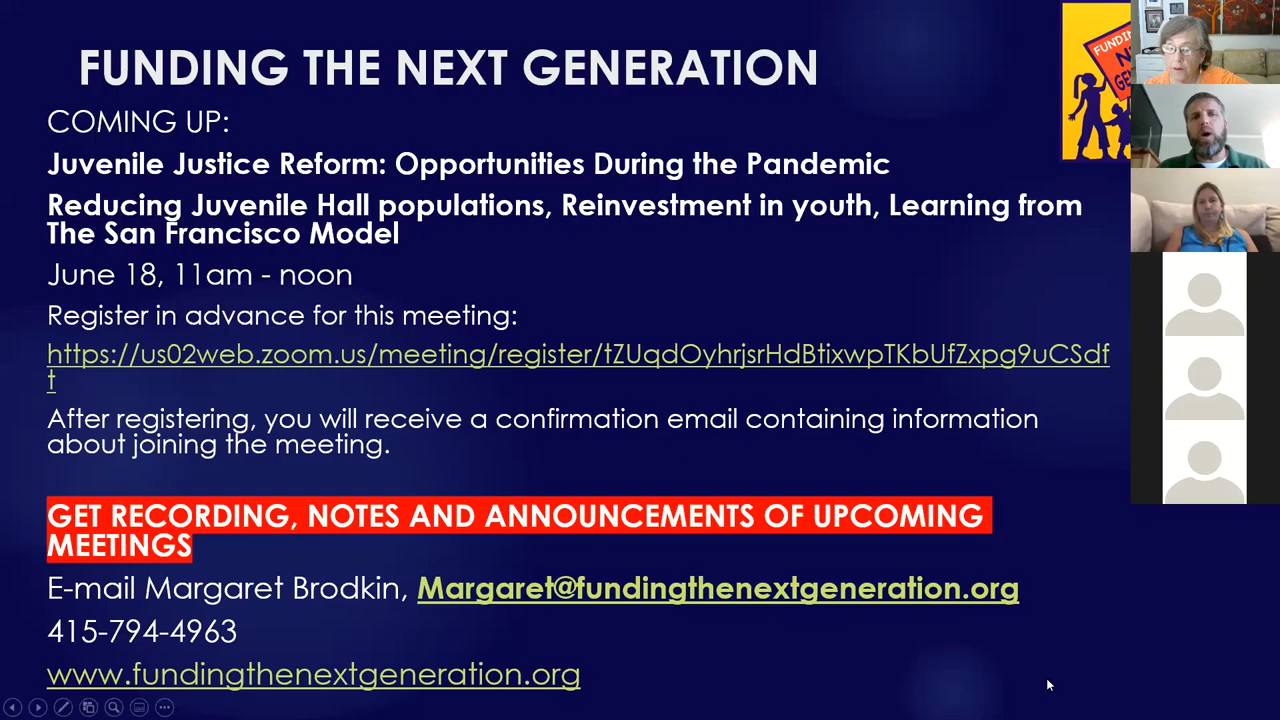 FUNDING THE NEXT GENERATION
COMING UP:
Juvenile Justice Reform: Opportunities During the Pandemic
Reducing Juvenile Hall populations, Reinvestment in youth, Learning from
The San Francisco Model
June 18, 11am - noon
Register in advance for this meeting:
https://us02web.zoom.us/meeting/register/tZUqdOyhrjsrHdBtixwpTKbUfZxpg9uCSdf
t
After registering, you will receive a confirmation email containing information
about joining the meeting.
GET RECORDING, NOTES AND ANNOUNCEMENTS OF UPCOMING
MEETINGS
E-mail Margaret Brodkin, Margaret@fundingthenextgeneration.org
415-794-4963
www.fundingthenextgeneration.org